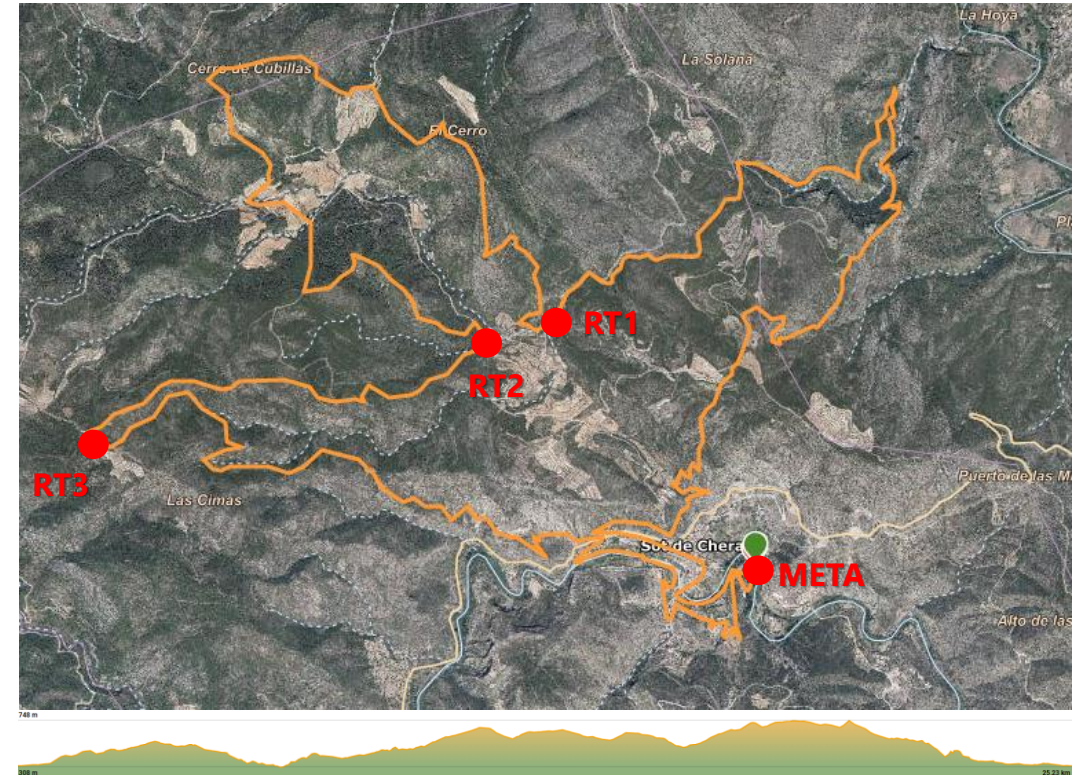 La Hoya
La Solana
Cerro de Cubillas
El Cerro
RT1
RT2
RT3
Las Cimas
Puerto de las M
Sot de Chera
META
Alto de las
748 m
308 m
25,23 km